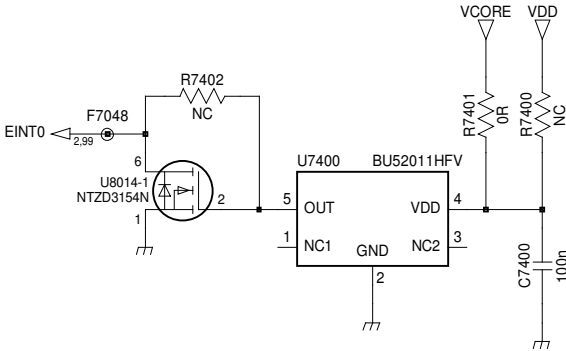 VCORE VDD
R7402
NC
R7401
0R
R7400
NC
F7048
EINT0
2,99
6
U8014-1
NTZD3154N
2
1
U7400 BU52011HFV
5 OUT VDD 4
1 NC1 GND NC2 3
2
C7400
100n